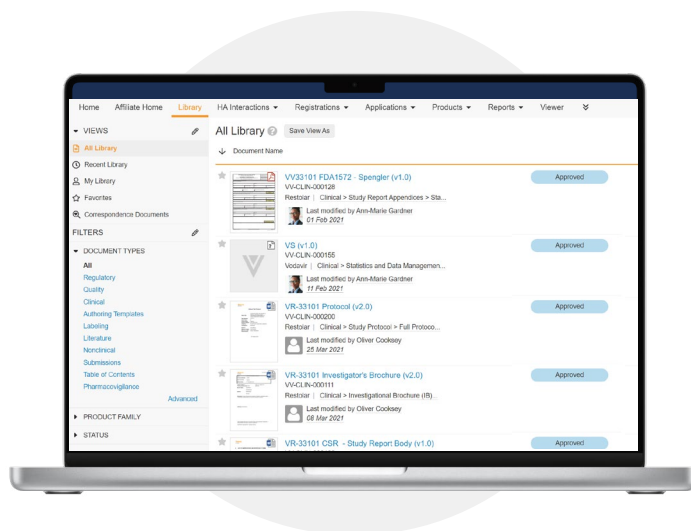 Home Affiliate Home Library HA Interactions Registrations Applications Products Reports Viewer
VIEWS
All Library
Recent Library
My Library
Favorites
Correspondence Documents
FILTERS
DOCUMENT TYPES
All
Regulatory
Quality
Clinical
Authoring Templates
Labeling
Literature
Nonclinical
Submissions
Table of Contents
Pharmacovigilance
Advanced
PRODUCT FAMILY
STATUS
All Library Save View As
Document Name
VV33101 FDA1572 - Spengler (v1.0) Approved
VV-CLIN-000128
Restolar | Clinical > Study Report Appendices > Sta...
Last modified by Ann-Marie Gardner
01 Feb 2021
VS (v1.0) Approved
VV-CLIN-000155
Vodavir | Clinical > Statistics and Data Managemen...
Last modified by Ann-Marie Gardner
11 Feb 2021
VR-33101 Protocol (v2.0) Approved
VV-CLIN-000200
Restolar | Clinical > Study Protocol > Full Protoco...
Last modified by Oliver Cooksey
25 Mar 2021
VR-33101 Investigator's Brochure (v2.0) Approved
VV-CLIN-000111
Restolar | Clinical > Investigational Brochure (IB)...
Last modified by Oliver Cooksey
08 Mar 2021
VR-33101 CSR - Study Report Body (v1.0) Approved